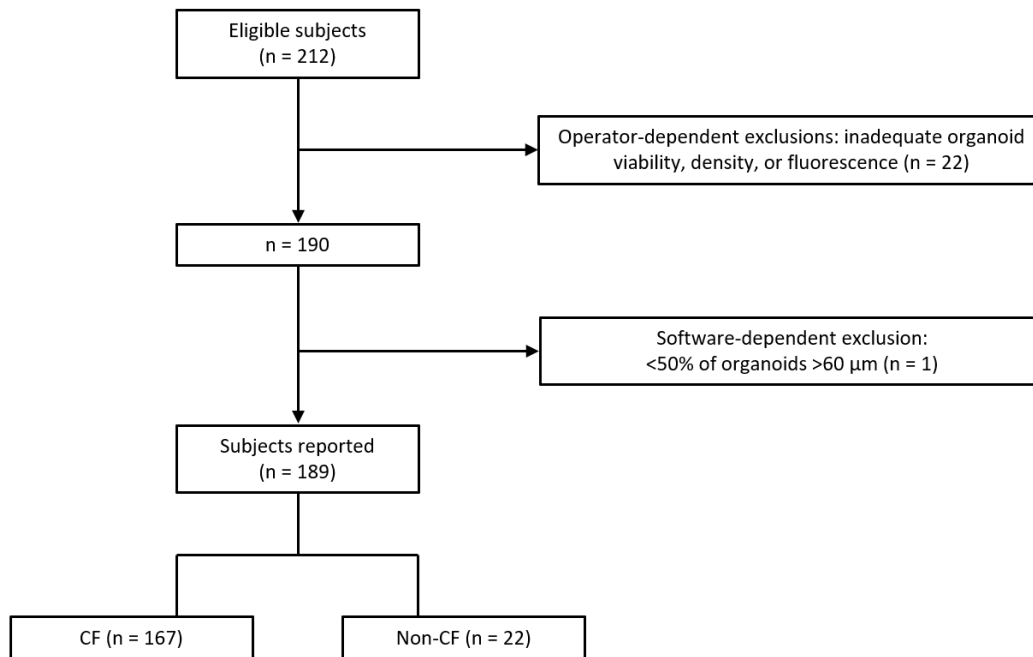 Eligible subjects
(n = 212)
Operator-dependent exclusions: inadequate organoid
viability, density, or fluorescence (n = 22)
n = 190
Software-dependent exclusion:
<50% of organoids >60 µm (n = 1)
Subjects reported
(n = 189)
CF (n = 167)
Non-CF (n = 22)